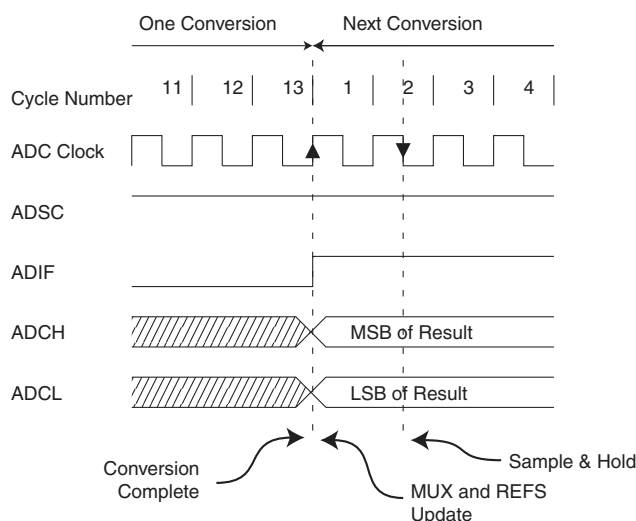 One Conversion Next Conversion
Cycle Number 11 12 13 1 2 3 4
ADC Clock
ADSC
ADIF
ADCH MSB of Result
ADCL LSB of Result
Conversion
Complete
MUX and REFS
Update
Sample & Hold